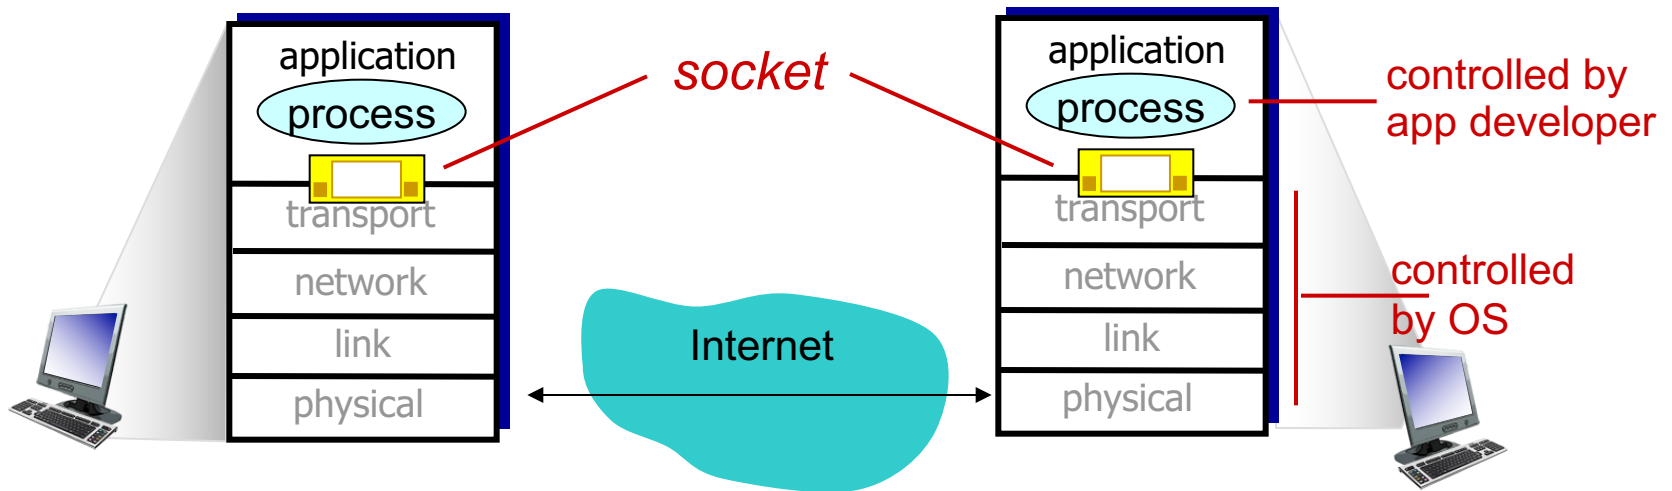 application
process
transport
network
link
physical
socket
Internet
application
process
transport
network
link
physical
controlled by
app developer
controlled
by OS